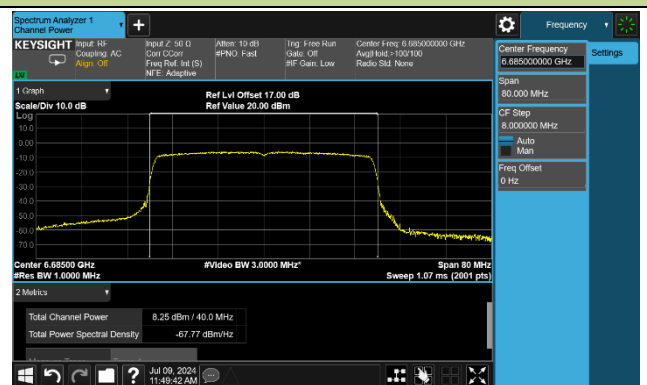 Spectrum Analyzer 1
Channel Power
Frequency
KEYSIGHT
Input: RF
Coupling: AC
Align: Off
Input Z: 50 Ω
Corr CCorr
Freq Ref: Int (S)
NFE: Adaptive
Atten: 10 dB
#PNO: Fast
Trig: Free Run
Gate: Off
#IF Gain: Low
Center Freq: 6.685000000 GHz
Avg|Hold:>100/100
Radio Std: None
LV
Center Frequency
6.685000000 GHz
Settings
Span
80.000 MHz
CF Step
8.000000 MHz
Auto
Man
Freq Offset
0 Hz
1 Graph
Scale/Div 10.0 dB
Ref Lvl Offset 17.00 dB
Ref Value 20.00 dBm
Log
10.0
0.00
-10.0
-20.0
-30.0
-40.0
-50.0
-60.0
-70.0
Center 6.68500 GHz
#Video BW 3.0000 MHz*
Span 80 MHz
#Res BW 1.0000 MHz
Sweep 1.07 ms (2001 pts)
2 Metrics
Total Channel Power
8.25 dBm / 40.0 MHz
Total Power Spectral Density
-67.77 dBm/Hz
?
Jul 09, 2024
11:49:42 AM